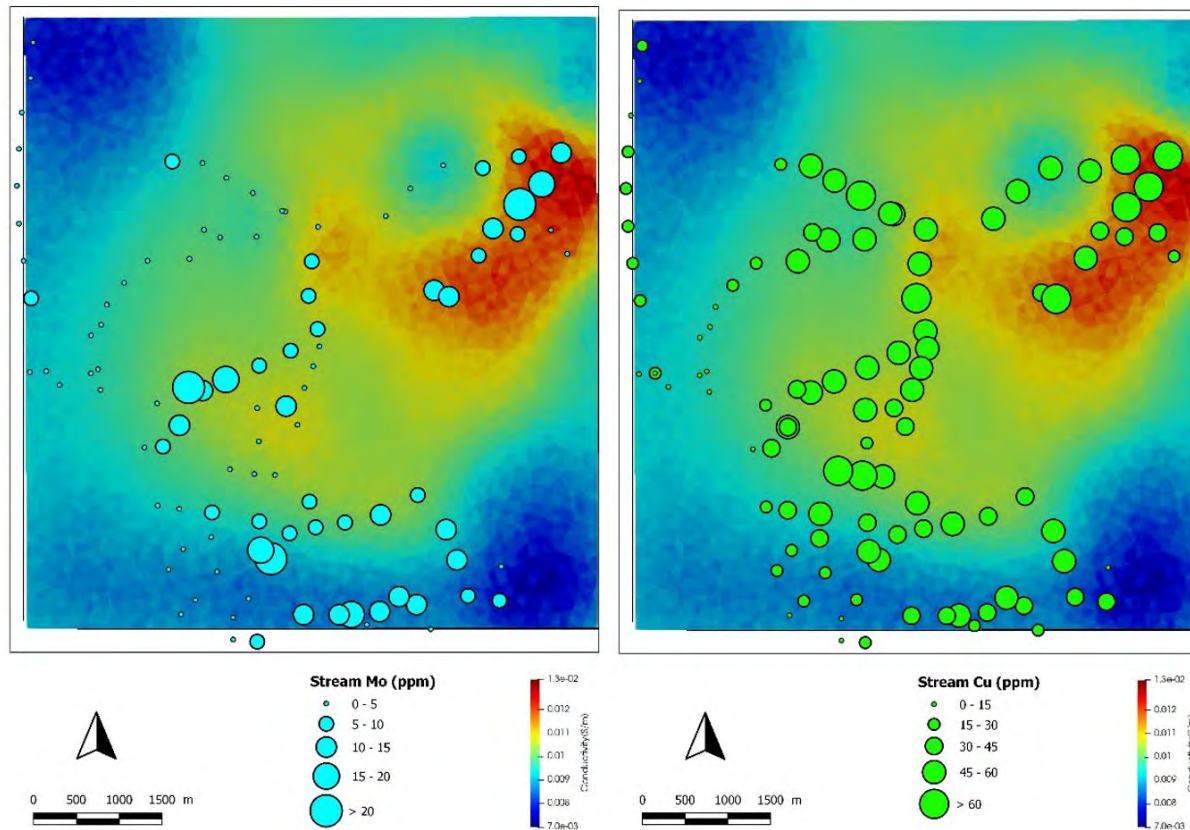 Stream Mo (ppm)
0 - 5
5 - 10
10 - 15
15 - 20
> 20
1.3e-02
0.012
0.011
0.01
0.009
0.008
7.0e-03
Conductivity(S/m)
0 500 1000 1500 m
Stream Cu (ppm)
0 - 15
15 - 30
30 - 45
45 - 60
> 60
1.3e-02
0.012
0.011
0.01
0.009
0.008
7.0e-03
0 500 1000 1500 m